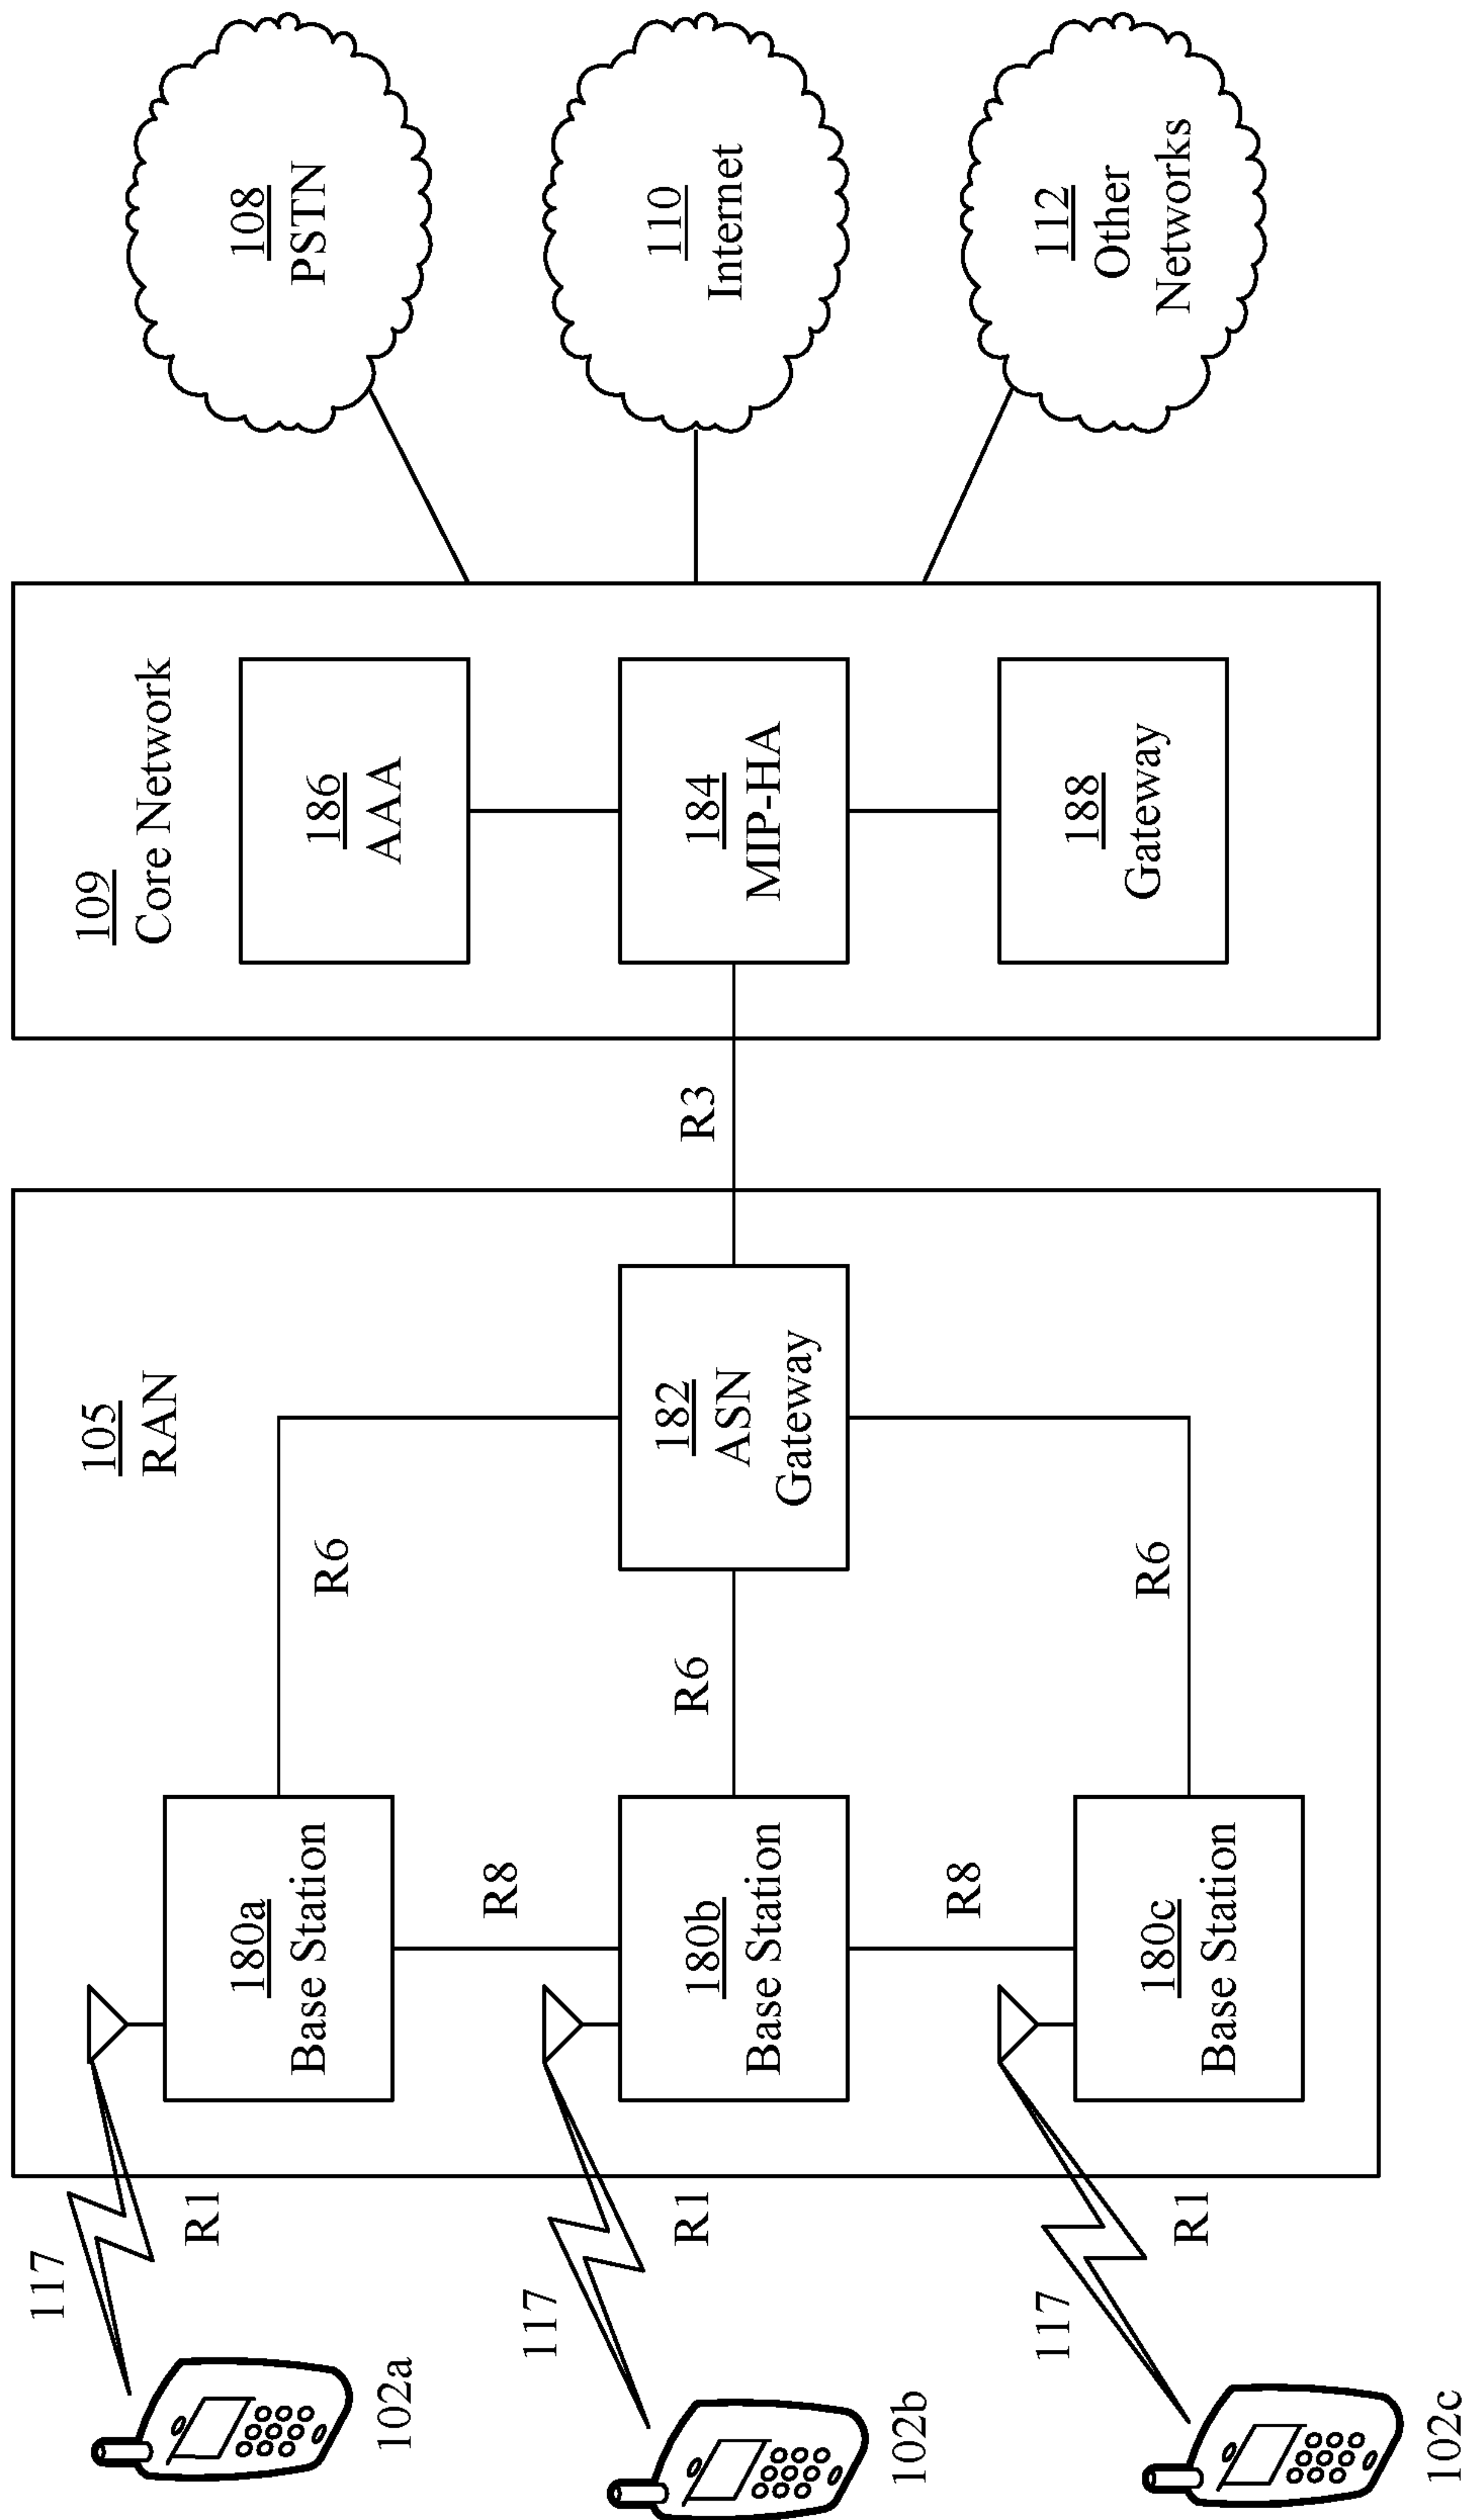 117
102a
R1
180a
Base Station
R6
R8
117
102b
R1
180b
Base Station
R6
R8
117
102c
R1
180c
Base Station
R6
105
RAN
182
ASN
Gateway
R3
109
Core Network
186
AAA
184
MIP-HA
188
Gateway
108
PSTN
110
Internet
112
Other
Networks